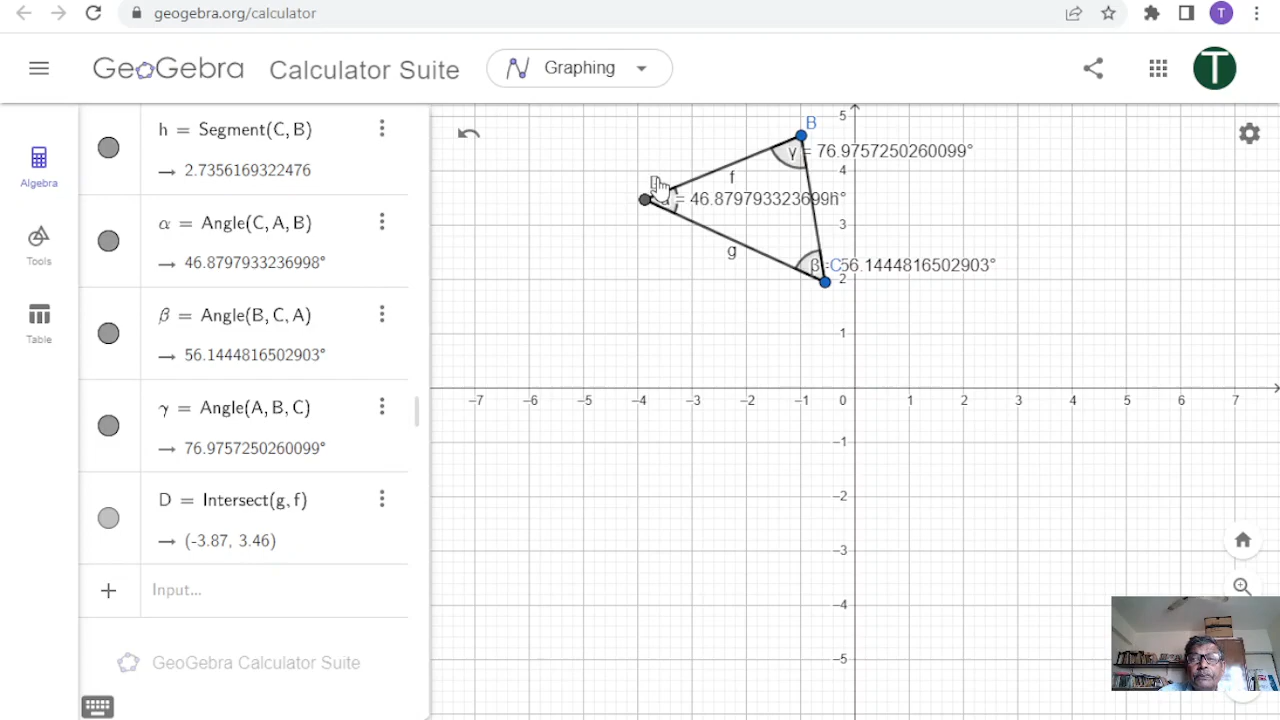 geogebra.org/calculator
T
GeoGebra Calculator Suite Graphing T
Algebra
Tools
Table
h = Segment(C, B)
→ 2.7356169322476
α = Angle(C, A, B)
→ 46.8797933236998°
β = Angle(B, C, A)
→ 56.1444816502903°
γ = Angle(A, B, C)
→ 76.9757250260099°
D = Intersect(g, f)
→ (-3.87, 3.46)
+ Input...
GeoGebra Calculator Suite
B
γ = 76.9757250260099°
f
= 46.879793323699h°
g
β = C56.1444816502903°
5
4
3
2
1
−7 −6 −5 −4 −3 −2 −1 0 1 2 3 4 5 6 7
−1
−2
−3
−4
−5